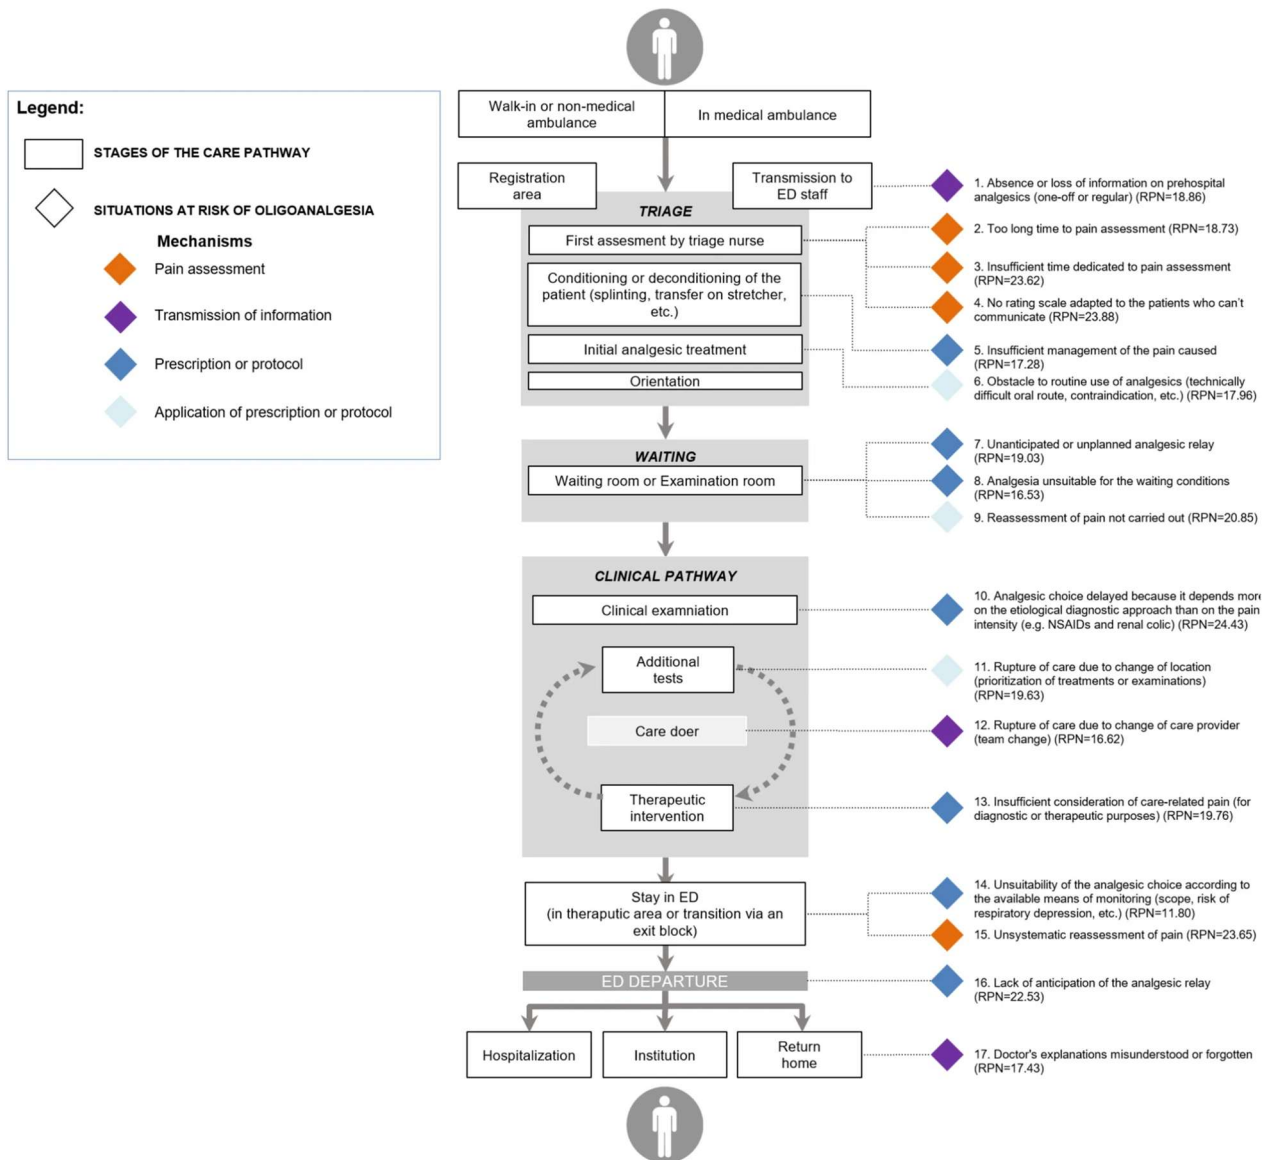 Walk-in or non-medical
ambulance
In medical ambulance
Legend:
STAGES OF THE CARE PATHWAY
SITUATIONS AT RISK OF OLIGOANALGESIA
Mechanisms
Pain assessment
Transmission of information
Prescription or protocol
Application of prescription or protocol
Registration
area
Transmission to
ED staff
1. Absence or loss of information on prehospital
analgesics (one-off or regular) (RPN=18.86)
TRIAGE
First assesment by triage nurse
2. Too long time to pain assessment (RPN=18.73)
3. Insufficient time dedicated to pain assessment
(RPN=23.62)
4. No rating scale adapted to the patients who can't
communicate (RPN=23.88)
Conditioning or deconditioning of the
patient (splinting, transfer on stretcher,
etc.)
5. Insufficient management of the pain caused
(RPN=17.28)
Initial analgesic treatment
6. Obstacle to routine use of analgesics (technically
difficult oral route, contraindication, etc.) (RPN=17.96)
Orientation
WAITING
Waiting room or Examination room
7. Unanticipated or unplanned analgesic relay
(RPN=19.03)
8. Analgesia unsuitable for the waiting conditions
(RPN=16.53)
9. Reassessment of pain not carried out (RPN=20.85)
CLINICAL PATHWAY
Clinical examniation
10. Analgesic choice delayed because it depends more
on the etiological diagnostic approach than on the pain
intensity (e.g. NSAIDs and renal colic) (RPN=24.43)
Additional
tests
11. Rupture of care due to change of location
(prioritization of treatments or examinations)
(RPN=19.63)
Care doer
12. Rupture of care due to change of care provider
(team change) (RPN=16.62)
Therapeutic
intervention
13. Insufficient consideration of care-related pain (for
diagnostic or therapeutic purposes) (RPN=19.76)
Stay in ED
(in theraputic area or transition via an
exit block)
14. Unsuitability of the analgesic choice according to
the available means of monitoring (scope, risk of
respiratory depression, etc.) (RPN=11.80)
15. Unsystematic reassessment of pain (RPN=23.65)
ED DEPARTURE
16. Lack of anticipation of the analgesic relay
(RPN=22.53)
Hospitalization
Institution
Return
home
17. Doctor's explanations misunderstood or forgotten
(RPN=17.43)